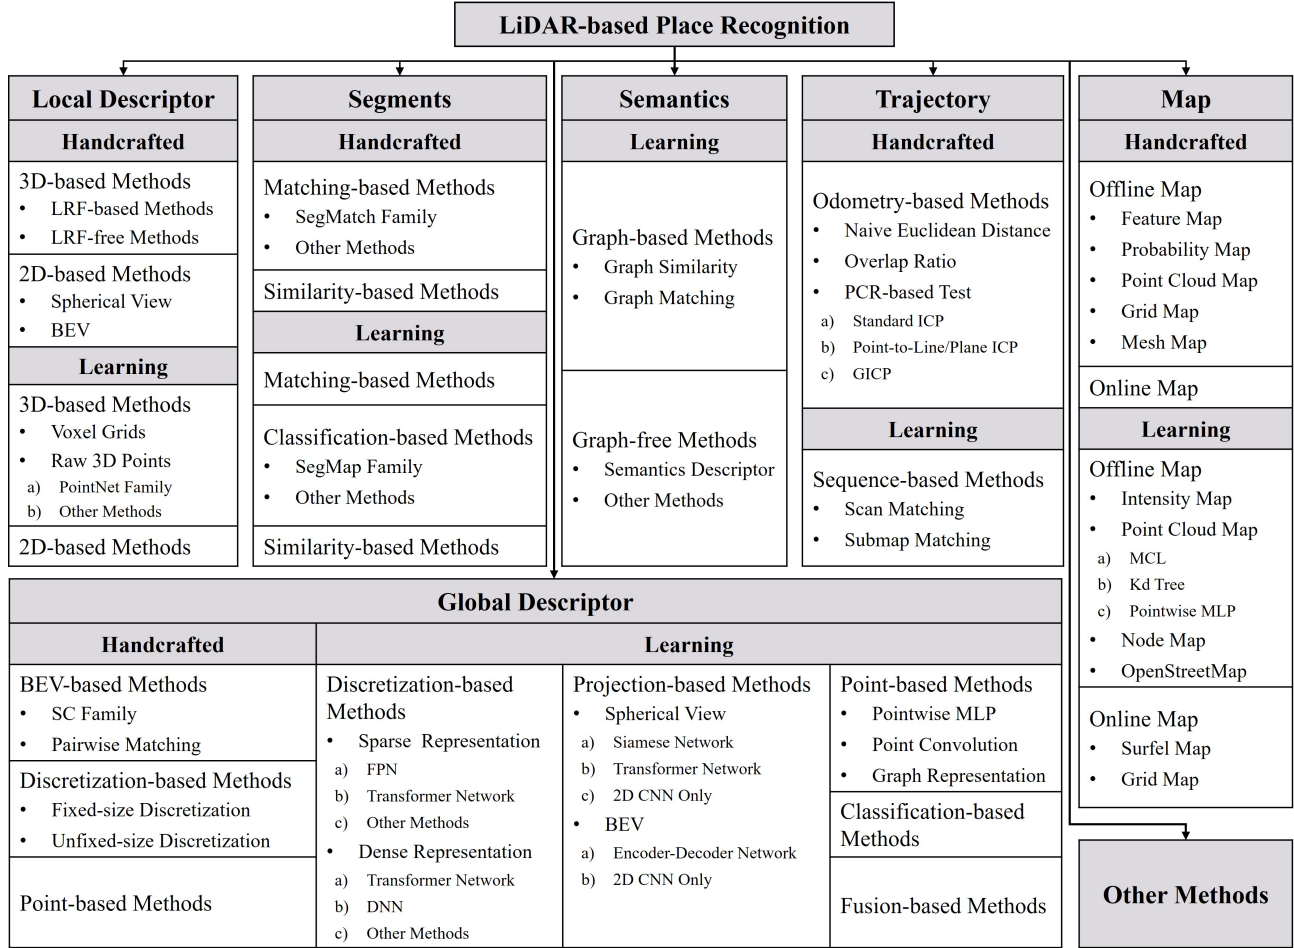 LiDAR-based Place Recognition
Local Descriptor
Handcrafted
3D-based Methods
• LRF-based Methods
• LRF-free Methods
2D-based Methods
• Spherical View
• BEV
Learning
3D-based Methods
• Voxel Grids
• Raw 3D Points
a) PointNet Family
b) Other Methods
2D-based Methods
Segments
Handcrafted
Matching-based Methods
• SegMatch Family
• Other Methods
Similarity-based Methods
Learning
Matching-based Methods
Classification-based Methods
• SegMap Family
• Other Methods
Similarity-based Methods
Semantics
Learning
Graph-based Methods
• Graph Similarity
• Graph Matching
Graph-free Methods
• Semantics Descriptor
• Other Methods
Trajectory
Handcrafted
Odometry-based Methods
• Naive Euclidean Distance
• Overlap Ratio
• PCR-based Test
a) Standard ICP
b) Point-to-Line/Plane ICP
c) GICP
Learning
Sequence-based Methods
• Scan Matching
• Submap Matching
Map
Handcrafted
Offline Map
• Feature Map
• Probability Map
• Point Cloud Map
• Grid Map
• Mesh Map
Online Map
Learning
Offline Map
• Intensity Map
• Point Cloud Map
a) MCL
b) Kd Tree
c) Pointwise MLP
• Node Map
• OpenStreetMap
Online Map
• Surfel Map
• Grid Map
Global Descriptor
Handcrafted
BEV-based Methods
• SC Family
• Pairwise Matching
Discretization-based Methods
• Fixed-size Discretization
• Unfixed-size Discretization
Point-based Methods
Learning
Discretization-based
Methods
• Sparse Representation
a) FPN
b) Transformer Network
c) Other Methods
• Dense Representation
a) Transformer Network
b) DNN
c) Other Methods
Projection-based Methods
• Spherical View
a) Siamese Network
b) Transformer Network
c) 2D CNN Only
• BEV
a) Encoder-Decoder Network
b) 2D CNN Only
Point-based Methods
• Pointwise MLP
• Point Convolution
• Graph Representation
Classification-based
Methods
Fusion-based Methods
Other Methods